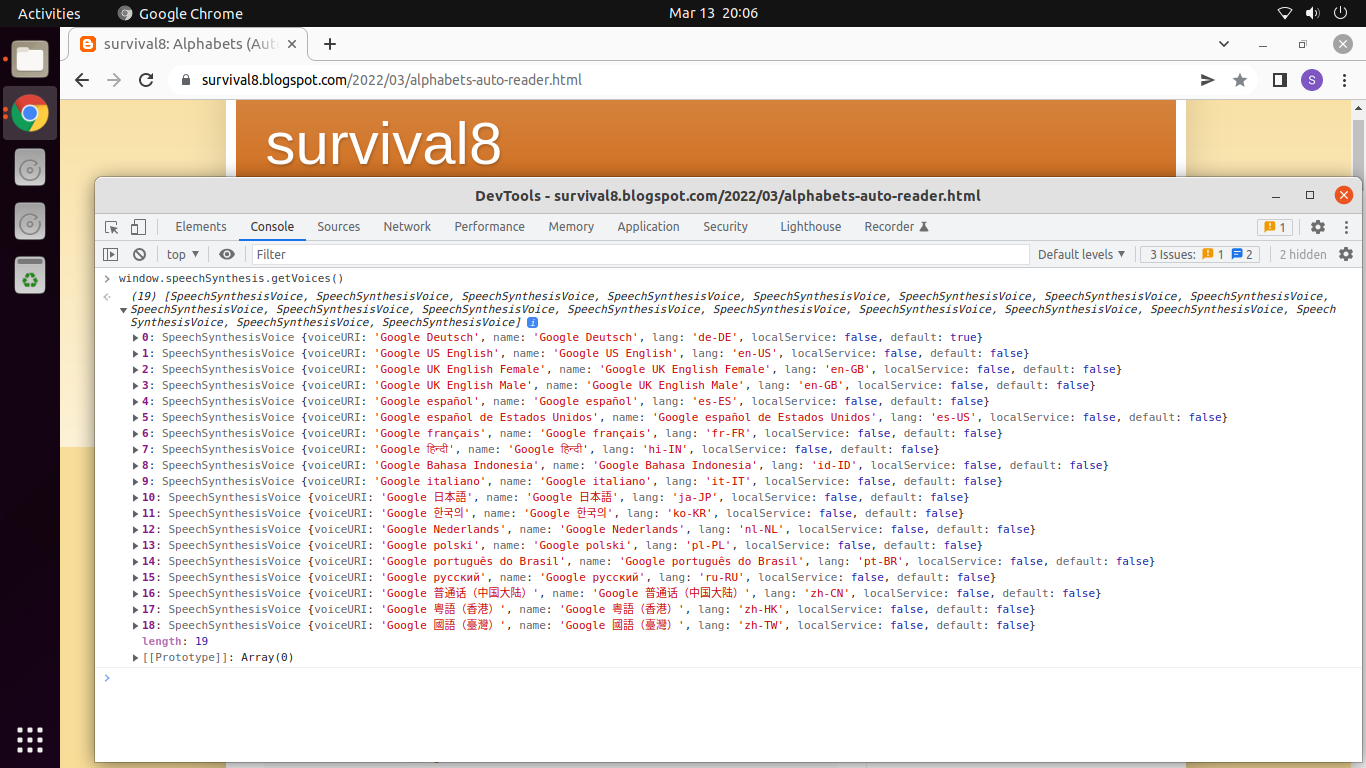 Activities Google Chrome Mar 13 20:06
survival8: Alphabets (Aut
survival8.blogspot.com/2022/03/alphabets-auto-reader.html S
survival8
DevTools - survival8.blogspot.com/2022/03/alphabets-auto-reader.html
Elements Console Sources Network Performance Memory Application Security Lighthouse Recorder 1
top Filter Default levels 3 Issues: 1 2 2 hidden
window.speechSynthesis.getVoices()
(19) [SpeechSynthesisVoice, SpeechSynthesisVoice, SpeechSynthesisVoice, SpeechSynthesisVoice, SpeechSynthesisVoice, SpeechSynthesisVoice, SpeechSynthesisVoice, SpeechSynthesisVoice,
SpeechSynthesisVoice, SpeechSynthesisVoice, SpeechSynthesisVoice, SpeechSynthesisVoice, SpeechSynthesisVoice, SpeechSynthesisVoice, SpeechSynthesisVoice, SpeechSynthesisVoice, Speech
SynthesisVoice, SpeechSynthesisVoice, SpeechSynthesisVoice] i
0: SpeechSynthesisVoice {voiceURI: 'Google Deutsch', name: 'Google Deutsch', lang: 'de-DE', localService: false, default: true}
1: SpeechSynthesisVoice {voiceURI: 'Google US English', name: 'Google US English', lang: 'en-US', localService: false, default: false}
2: SpeechSynthesisVoice {voiceURI: 'Google UK English Female', name: 'Google UK English Female', lang: 'en-GB', localService: false, default: false}
3: SpeechSynthesisVoice {voiceURI: 'Google UK English Male', name: 'Google UK English Male', lang: 'en-GB', localService: false, default: false}
4: SpeechSynthesisVoice {voiceURI: 'Google español', name: 'Google español', lang: 'es-ES', localService: false, default: false}
5: SpeechSynthesisVoice {voiceURI: 'Google español de Estados Unidos', name: 'Google español de Estados Unidos', lang: 'es-US', localService: false, default: false}
6: SpeechSynthesisVoice {voiceURI: 'Google français', name: 'Google français', lang: 'fr-FR', localService: false, default: false}
7: SpeechSynthesisVoice {voiceURI: 'Google हिन्दी', name: 'Google हिन्दी', lang: 'hi-IN', localService: false, default: false}
8: SpeechSynthesisVoice {voiceURI: 'Google Bahasa Indonesia', name: 'Google Bahasa Indonesia', lang: 'id-ID', localService: false, default: false}
9: SpeechSynthesisVoice {voiceURI: 'Google italiano', name: 'Google italiano', lang: 'it-IT', localService: false, default: false}
10: SpeechSynthesisVoice {voiceURI: 'Google 日本語', name: 'Google 日本語', lang: 'ja-JP', localService: false, default: false}
11: SpeechSynthesisVoice {voiceURI: 'Google 한국의', name: 'Google 한국의', lang: 'ko-KR', localService: false, default: false}
12: SpeechSynthesisVoice {voiceURI: 'Google Nederlands', name: 'Google Nederlands', lang: 'nl-NL', localService: false, default: false}
13: SpeechSynthesisVoice {voiceURI: 'Google polski', name: 'Google polski', lang: 'pl-PL', localService: false, default: false}
14: SpeechSynthesisVoice {voiceURI: 'Google português do Brasil', name: 'Google português do Brasil', lang: 'pt-BR', localService: false, default: false}
15: SpeechSynthesisVoice {voiceURI: 'Google русский', name: 'Google русский', lang: 'ru-RU', localService: false, default: false}
16: SpeechSynthesisVoice {voiceURI: 'Google 普通话（中国大陆）', name: 'Google 普通话（中国大陆）', lang: 'zh-CN', localService: false, default: false}
17: SpeechSynthesisVoice {voiceURI: 'Google 粤語（香港）', name: 'Google 粤語（香港）', lang: 'zh-HK', localService: false, default: false}
18: SpeechSynthesisVoice {voiceURI: 'Google 國語（臺灣）', name: 'Google 國語（臺灣）', lang: 'zh-TW', localService: false, default: false}
length: 19
[[Prototype]]: Array(0)